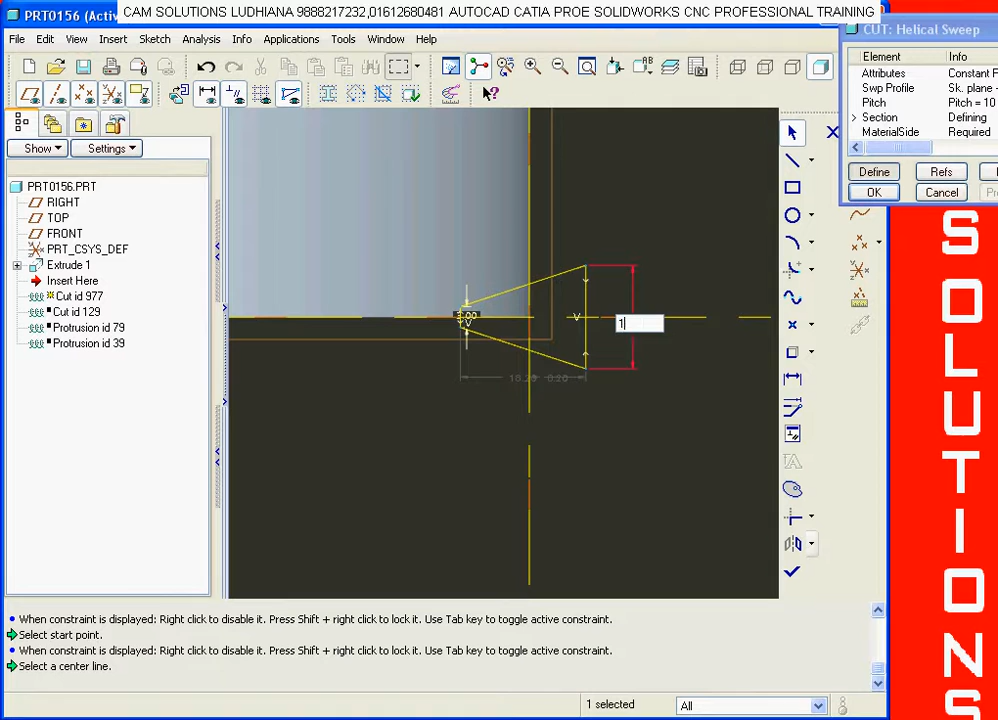 PRT0156 (Activ
CAM SOLUTIONS LUDHIANA 9888217232,01612680481 AUTOCAD CATIA PROE SOLIDWORKS CNC PROFESSIONAL TRAINING
File Edit View Insert Sketch Analysis Info Applications Tools Window Help
CUT: Helical Sweep
Element Info
Attributes Constant P
Swp Profile Sk. plane -
Pitch Pitch = 10
Section Defining
MaterialSide Required
Define Refs
OK Cancel Pre
Show Settings
PRT0156.PRT
RIGHT
TOP
FRONT
PRT_CSYS_DEF
Extrude 1
Insert Here
Cut id 977
Cut id 129
Protrusion id 79
Protrusion id 39
V
V
1
When constraint is displayed: Right click to disable it. Press Shift + right click to lock it. Use Tab key to toggle active constraint.
Select start point.
When constraint is displayed: Right click to disable it. Press Shift + right click to lock it. Use Tab key to toggle active constraint.
Select a center line.
1 selected All
SOLUTIONS